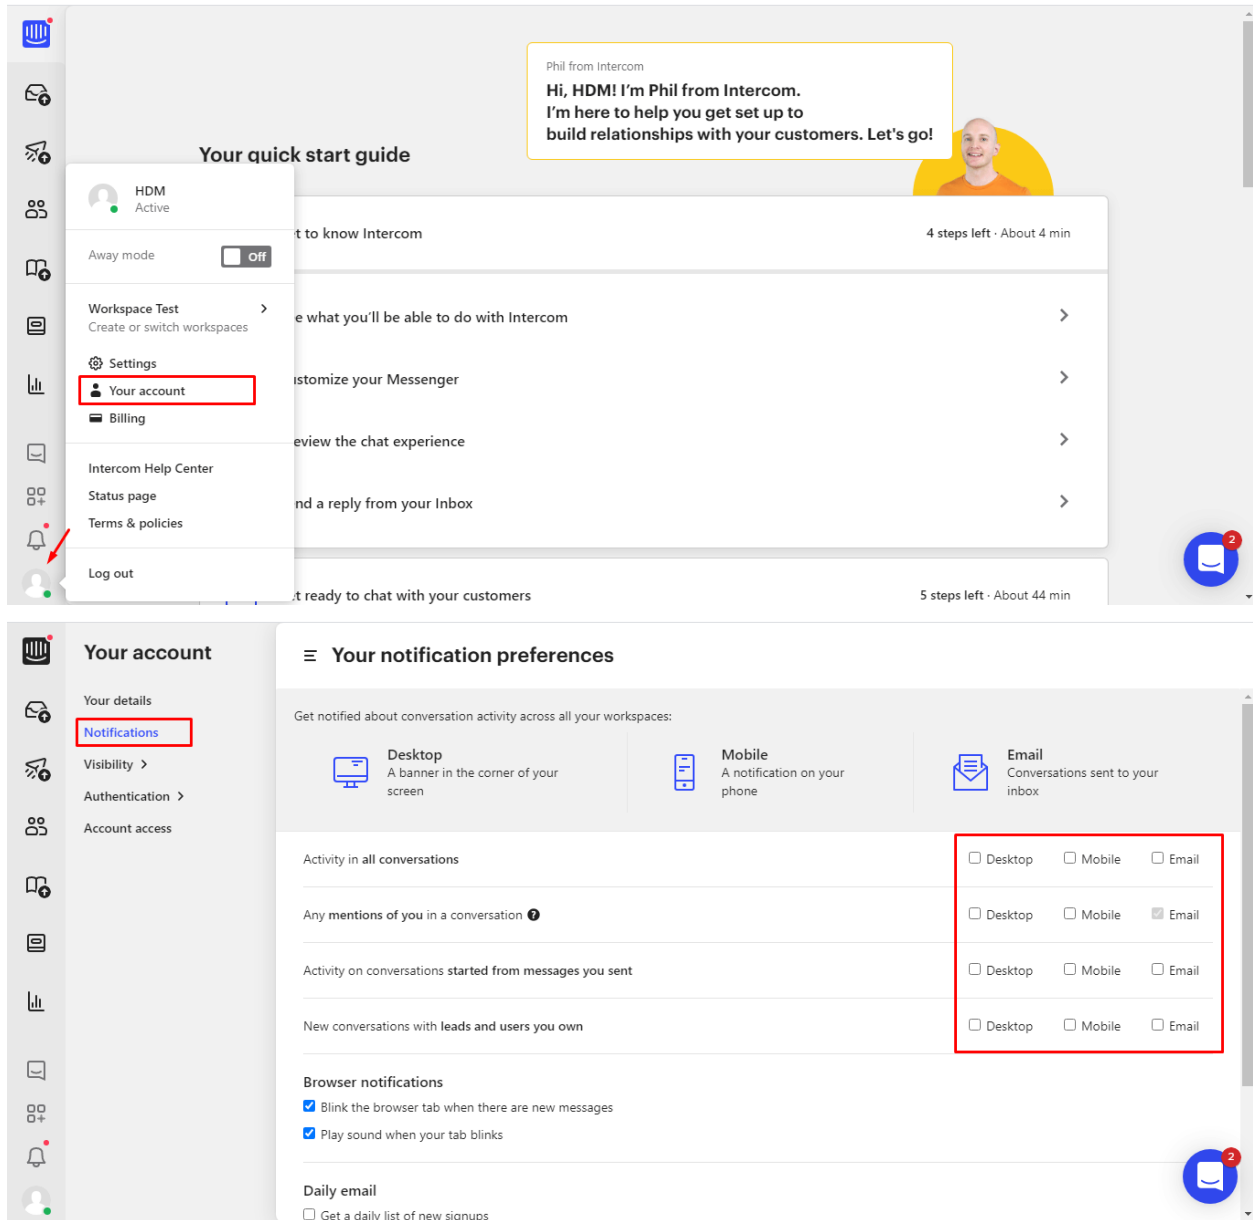 Phil from Intercom
Hi, HDM! I'm Phil from Intercom.
I'm here to help you get set up to
build relationships with your customers. Let's go!
Your quick start guide
HDM
Active
Away mode
Off
Workspace Test
Create or switch workspaces
Settings
Your account
Billing
Intercom Help Center
Status page
Terms & policies
Log out
t to know Intercom
4 steps left · About 4 min
e what you'll be able to do with Intercom
stomize your Messenger
eview the chat experience
nd a reply from your Inbox
t ready to chat with your customers
5 steps left · About 44 min
2
Your account
Your details
Notifications
Visibility
Authentication
Account access
Your notification preferences
Get notified about conversation activity across all your workspaces:
Desktop
A banner in the corner of your
screen
Mobile
A notification on your
phone
Email
Conversations sent to your
inbox
Activity in all conversations
Desktop Mobile Email
Any mentions of you in a conversation ?
Desktop Mobile Email
Activity on conversations started from messages you sent
Desktop Mobile Email
New conversations with leads and users you own
Desktop Mobile Email
Browser notifications
Blink the browser tab when there are new messages
Play sound when your tab blinks
Daily email
Get a daily list of new signups
2